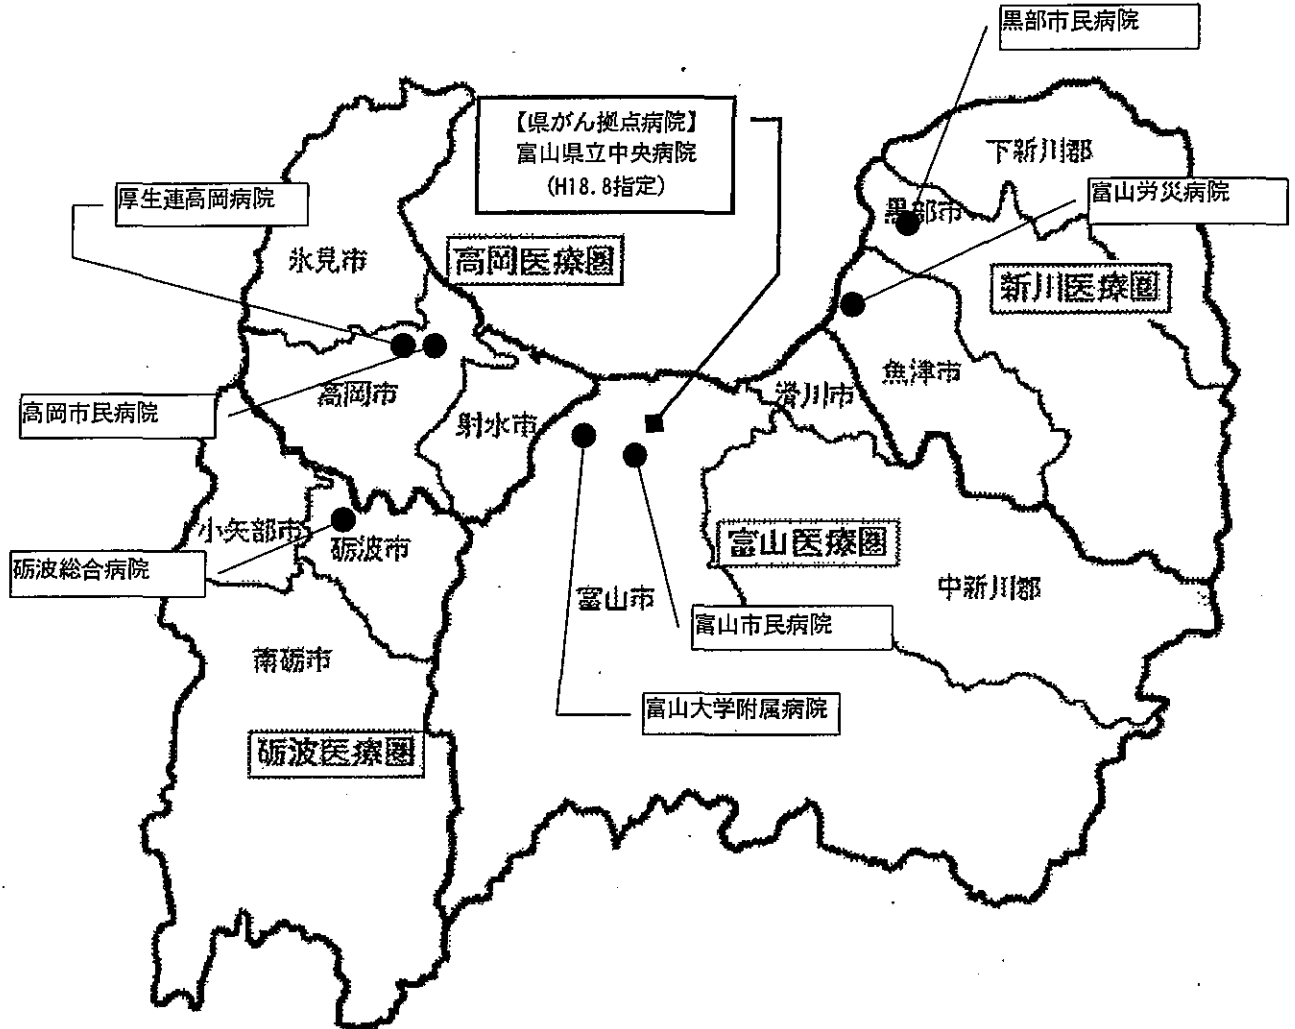 黒部市民病院
【県がん拠点病院】
富山県立中央病院
(H18.8指定)
下新川郡
厚生連高岡病院
富山労災病院
黒部市
氷見市
高岡医療圏
新川医療圏
魚津市
高岡市
滑川市
高岡市民病院
射水市
小矢部市
砺波市
富山医療圏
砺波総合病院
中新川郡
富山市
富山市民病院
南砺市
富山大学附属病院
砺波医療圏